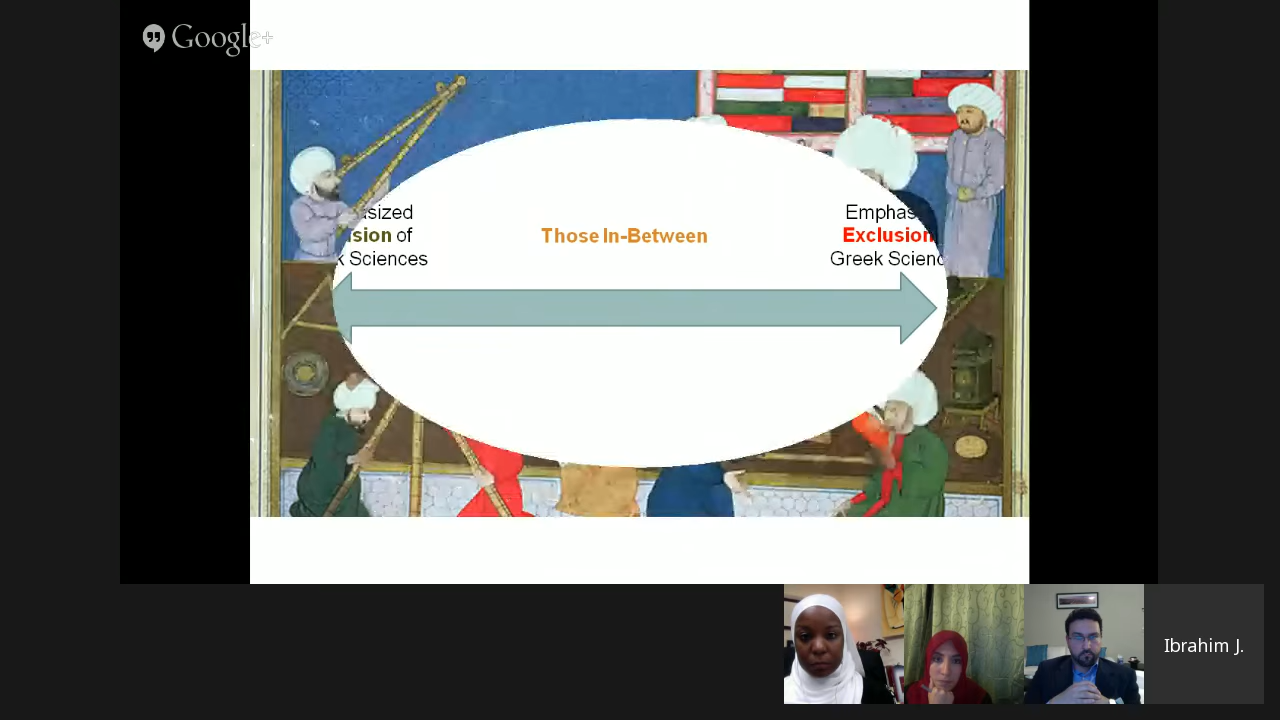 Google+
sized
sion of
k Sciences
Those In-Between
Emphas
Exclusion
Greek Scienc
Ibrahim J.